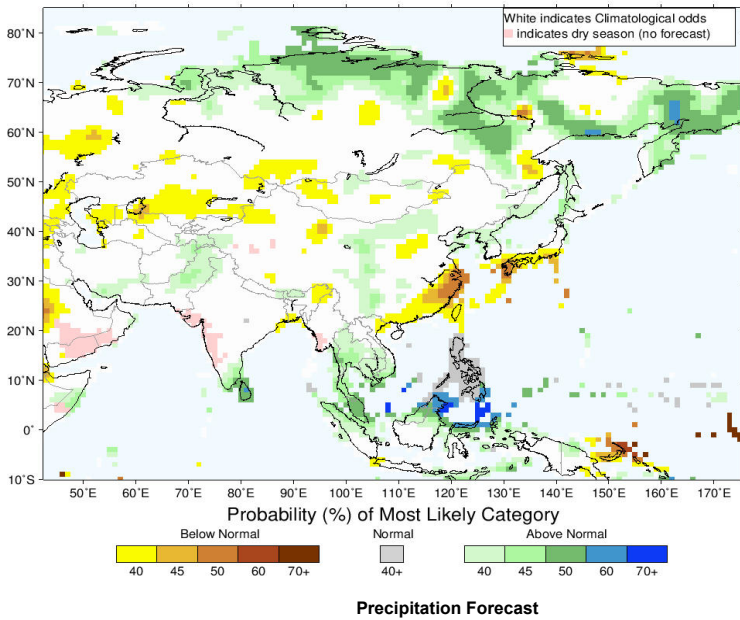 White indicates Climatological odds
indicates dry season (no forecast)
80˚N
70˚N
60˚N
50˚N
40˚N
30˚N
20˚N
10˚N
0˚
10˚S
50˚E 60˚E 70˚E 80˚E 90˚E 100˚E 110˚E 120˚E 130˚E 140˚E 150˚E 160˚E 170˚E
Probability (%) of Most Likely Category
Below Normal Normal Above Normal
40 45 50 60 70+ 40+ 40 45 50 60 70+
Precipitation Forecast